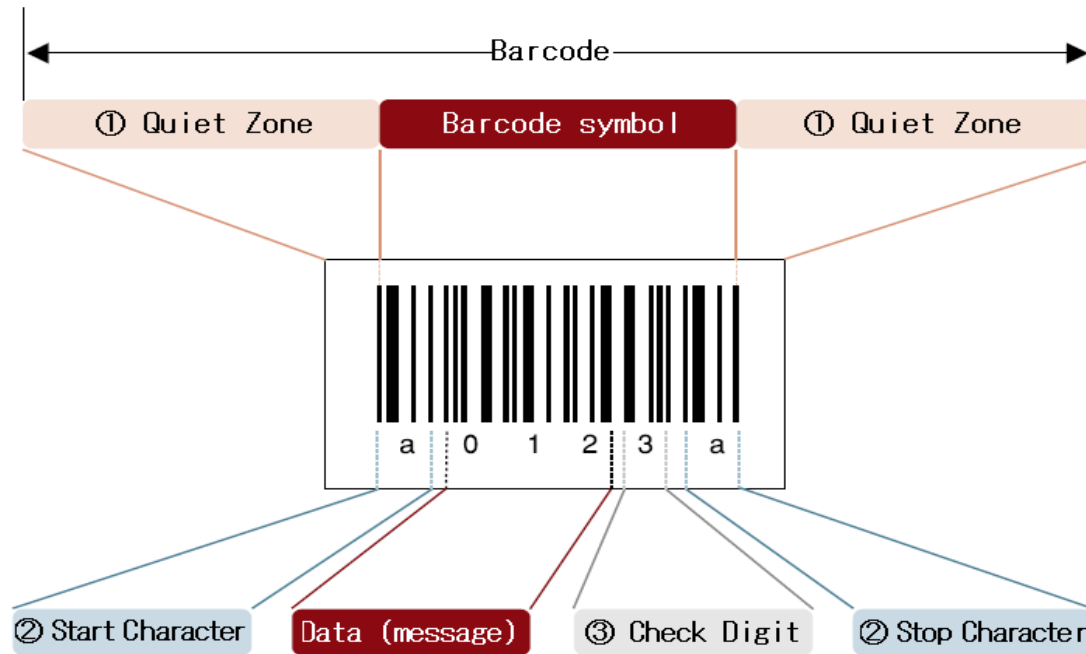 Barcode
① Quiet Zone Barcode symbol ① Quiet Zone
a 0 1 2 3 a
② Start Character Data (message) ③ Check Digit ② Stop Character